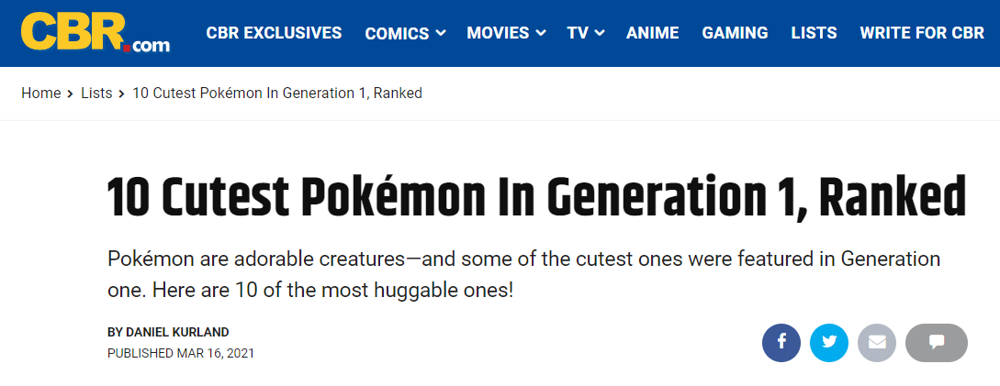 CBR.com CBR EXCLUSIVES COMICS MOVIES TV ANIME GAMING LISTS WRITE FOR CBR
Home > Lists > 10 Cutest Pokémon In Generation 1, Ranked
10 Cutest Pokémon In Generation 1, Ranked
Pokémon are adorable creatures—and some of the cutest ones were featured in Generation
one. Here are 10 of the most huggable ones!
BY DANIEL KURLAND
PUBLISHED MAR 16, 2021